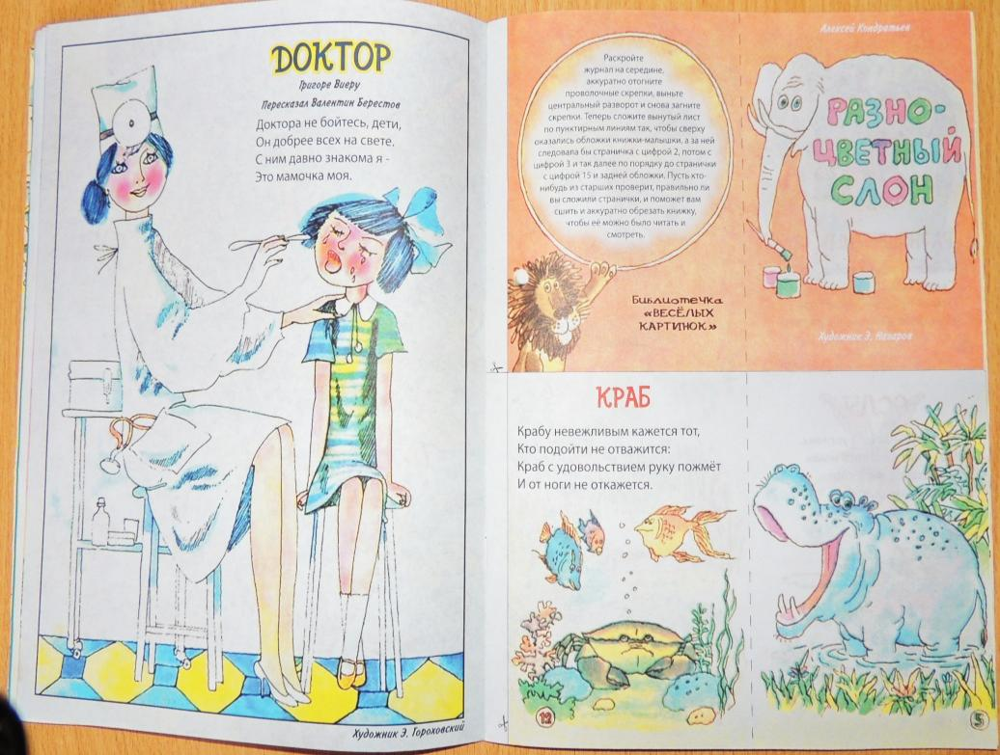 ДОКТОР
Григоре Виеру
Пересказал Валентин Берестов
Доктора не бойтесь, дети,
Он добрее всех на свете.
С ним давно знакома я -
Это мамочка моя.
Художник Э. Гороховский
Раскройте
журнал на середине,
аккуратно отогните
проволочные скрепки, выньте
центральный разворот и снова загните
скрепки. Теперь сложите вынутый лист
по пунктирным линиям так, чтобы сверху
оказались обложки книжки-малышки, а за ней
следовала бы страничка с цифрой 2, потом с
цифрой 3 и так далее по порядку до странички
с цифрой 15 и задней обложки. Пусть кто-
нибудь из старших проверит, правильно ли
вы сложили странички, и поможет вам
сшить и аккуратно обрезать книжку,
чтобы её можно было читать и
смотреть.
Библиотечка
«ВЕСЁЛЫХ
КАРТИНОК»
Алексей Кондратьев
РАЗНО-
ЦВЕТНЫЙ
СЛОН
Художник Э. Назаров
КРАБ
Крабу невежливым кажется тот,
Кто подойти не отважится:
Краб с удовольствием руку пожмёт
И от ноги не откажется.
12
5